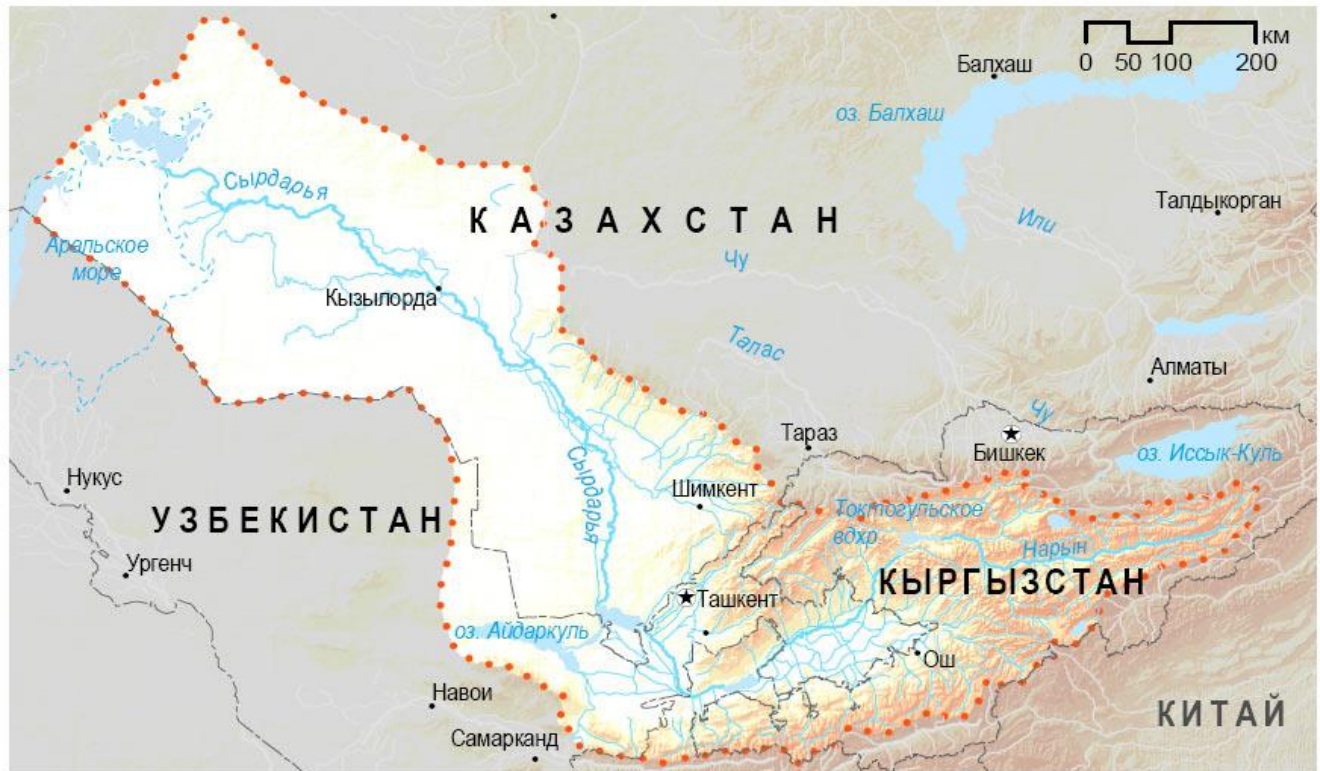 км
0 50 100 200
Балхаш
оз. Балхаш
Сырдарья
КАЗАХСТАН
Или
Талдыкорган
Аральское
море
Чу
Кызылорда
Талас
Алматы
Чу
Тараз
Бишкек
оз. Иссык-Куль
Нукус
Шимкент
Сырдарья
УЗБЕКИСТАН
Токтогульское
вдхр
Нарын
Ургенч
КЫРГЫЗСТАН
Ташкент
оз. Айдаркуль
Ош
Навои
КИТАЙ
Самарканд